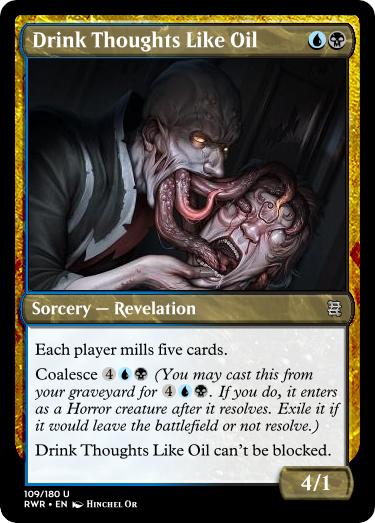 Drink Thoughts Like Oil
Sorcery — Revelation
Each player mills five cards.
Coalesce 4 (You may cast this from
your graveyard for 4 . If you do, it enters
as a Horror creature after it resolves. Exile it if
it would leave the battlefield or not resolve.)
Drink Thoughts Like Oil can't be blocked.
4/1
109/180 U
RWR • EN Hinchel Or